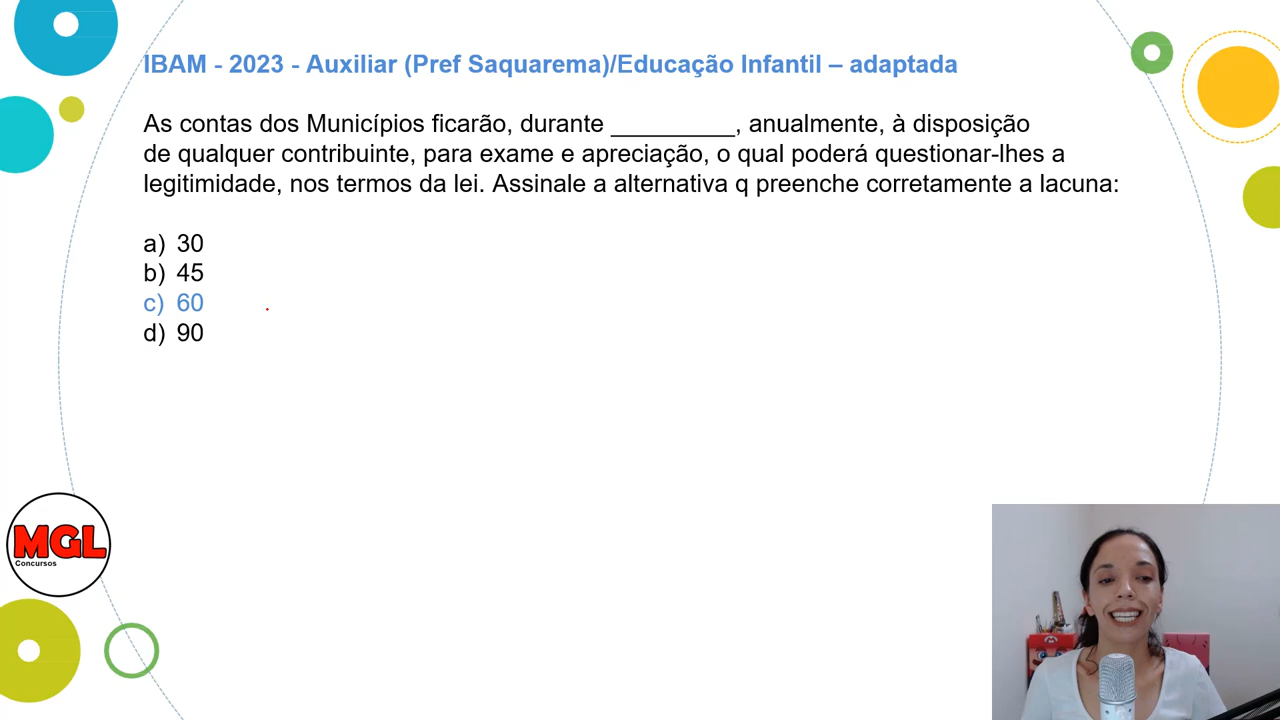 IBAM - 2023 - Auxiliar (Pref Saquarema)/Educação Infantil – adaptada
As contas dos Municípios ficarão, durante _________, anualmente, à disposição
de qualquer contribuinte, para exame e apreciação, o qual poderá questionar-lhes a
legitimidade, nos termos da lei. Assinale a alternativa q preenche corretamente a lacuna:
a) 30
b) 45
c) 60
d) 90
MGL
Concursos